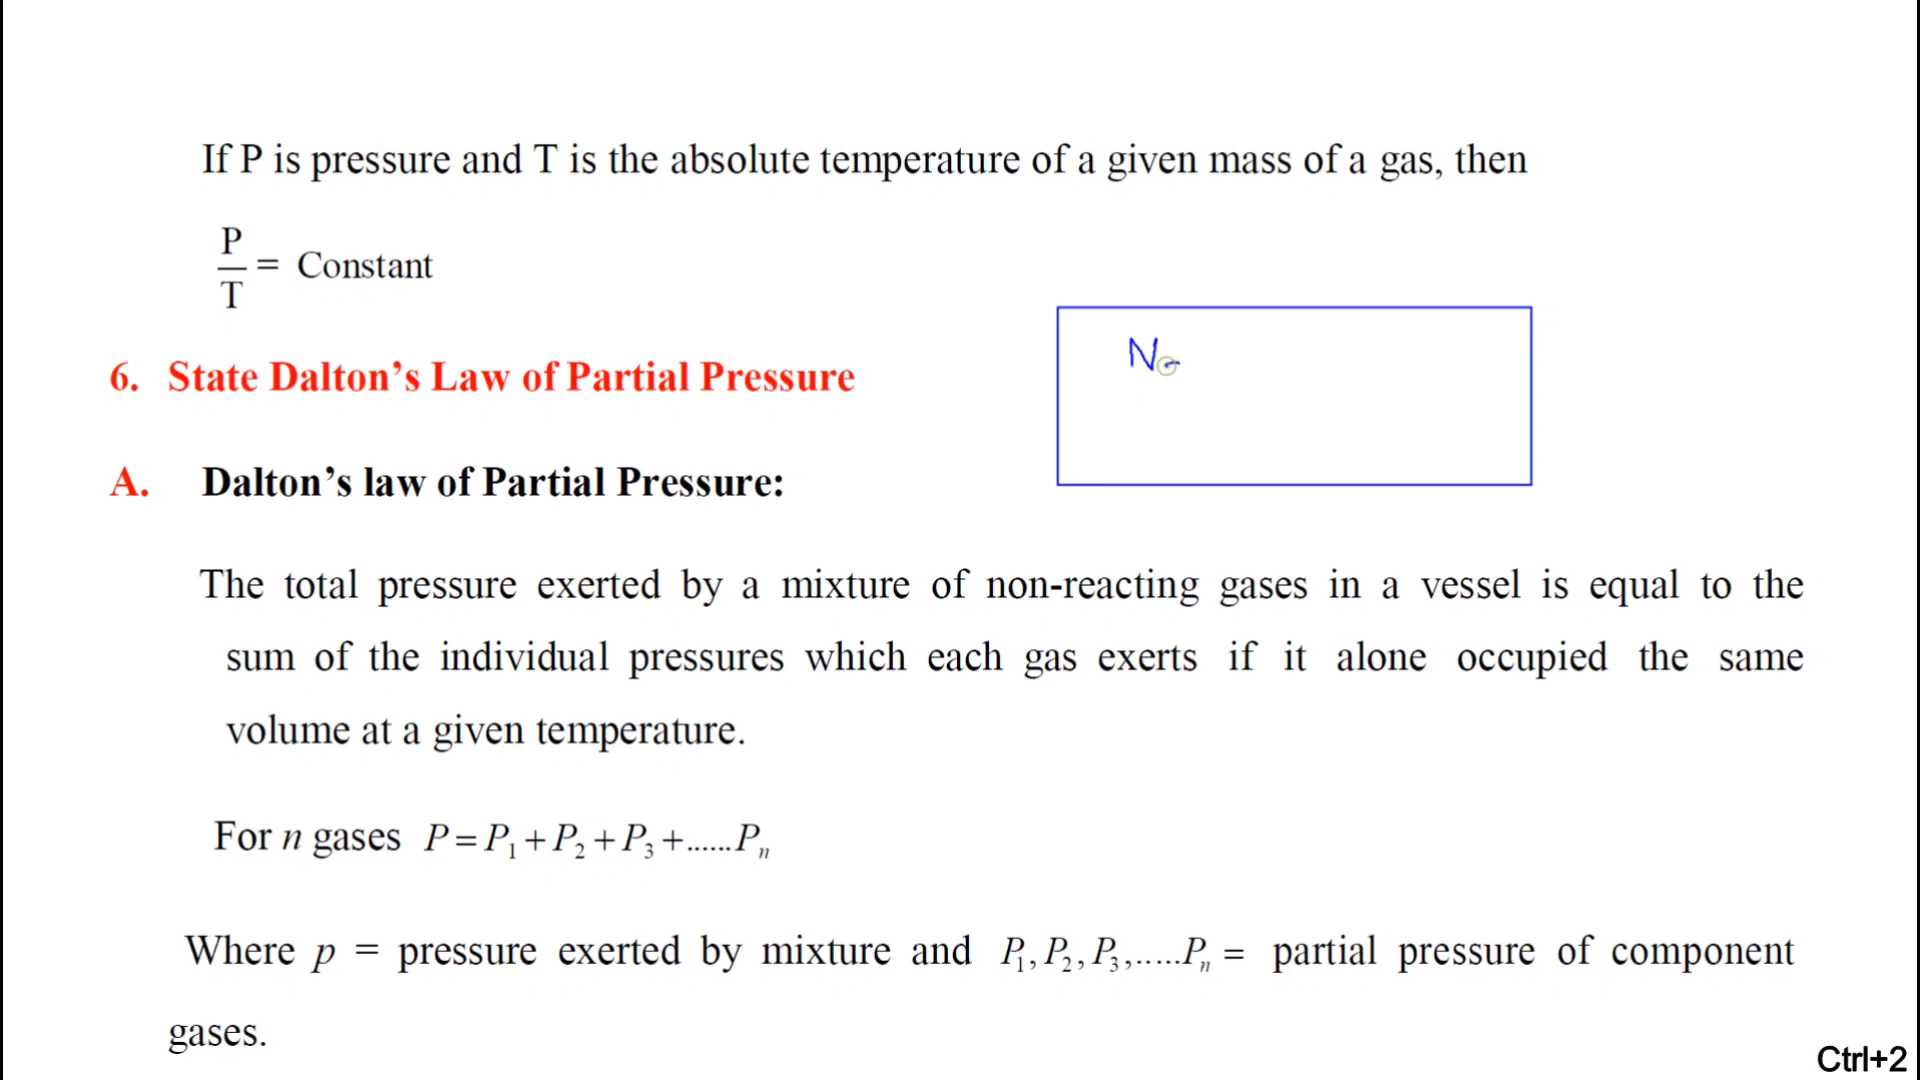 If P is pressure and T is the absolute temperature of a given mass of a gas, then
P/T = Constant
6. State Dalton’s Law of Partial Pressure
A. Dalton’s law of Partial Pressure:
The total pressure exerted by a mixture of non-reacting gases in a vessel is equal to the
sum of the individual pressures which each gas exerts if it alone occupied the same
volume at a given temperature.
For n gases P = P₁ + P₂ + P₃ + ...... Pₙ
Where p = pressure exerted by mixture and P₁, P₂, P₃, ..... Pₙ = partial pressure of component
gases.
Ctrl+2